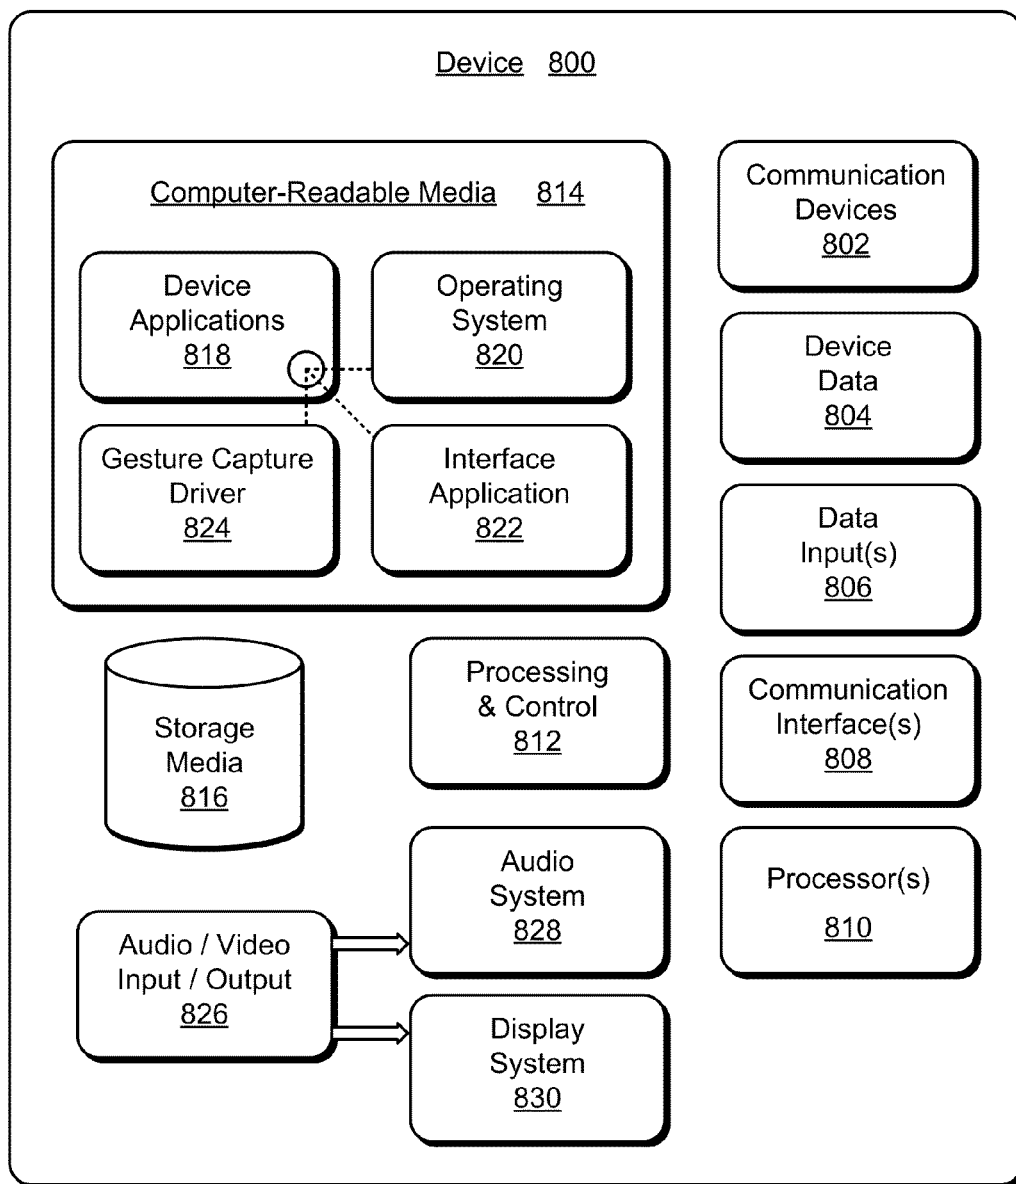 Device 800
Computer-Readable Media 814
Device
Applications
818
Operating
System
820
Gesture Capture
Driver
824
Interface
Application
822
Storage
Media
816
Processing
& Control
812
Audio / Video
Input / Output
826
Audio
System
828
Display
System
830
Communication
Devices
802
Device
Data
804
Data
Input(s)
806
Communication
Interface(s)
808
Processor(s)
810